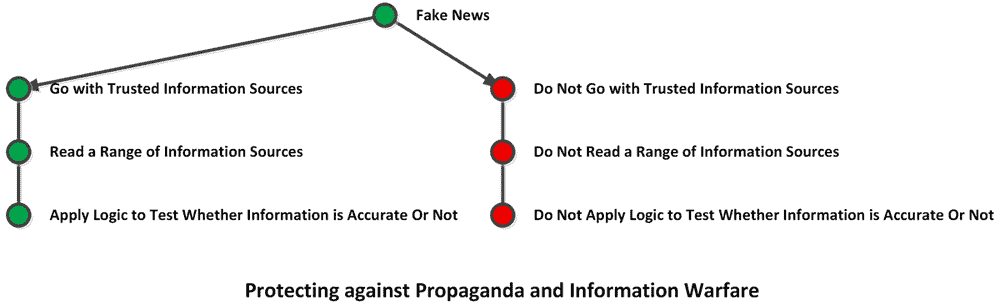 Fake News
Go with Trusted Information Sources
Do Not Go with Trusted Information Sources
Read a Range of Information Sources
Do Not Read a Range of Information Sources
Apply Logic to Test Whether Information is Accurate Or Not
Do Not Apply Logic to Test Whether Information is Accurate Or Not
Protecting against Propaganda and Information Warfare